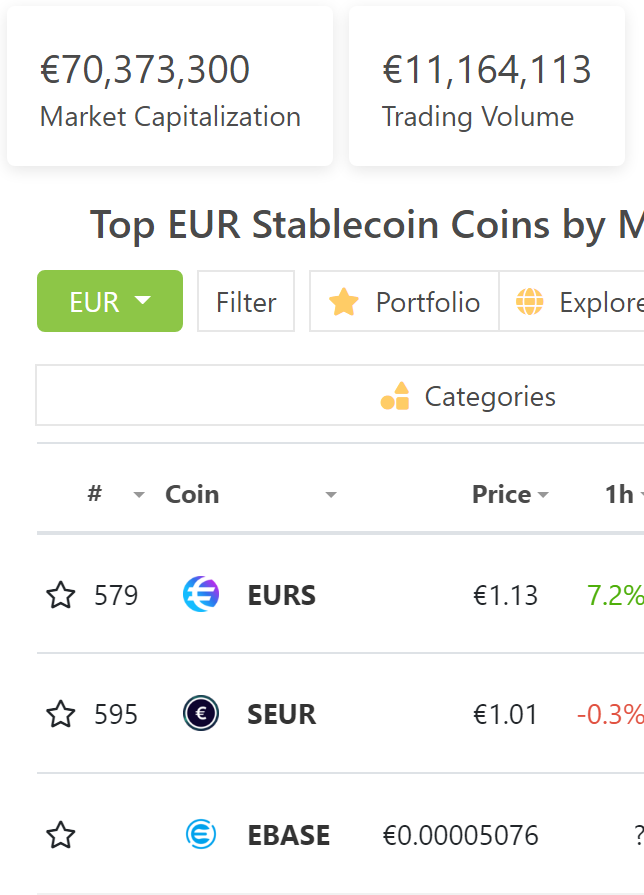 €70,373,300
Market Capitalization
€11,164,113
Trading Volume
Top EUR Stablecoin Coins by M
EUR
Filter
Portfolio
Explore
Categories
# Coin Price 1h
579 € EURS €1.13 7.2%
595 € SEUR €1.01 -0.3%
EBASE €0.00005076 ?